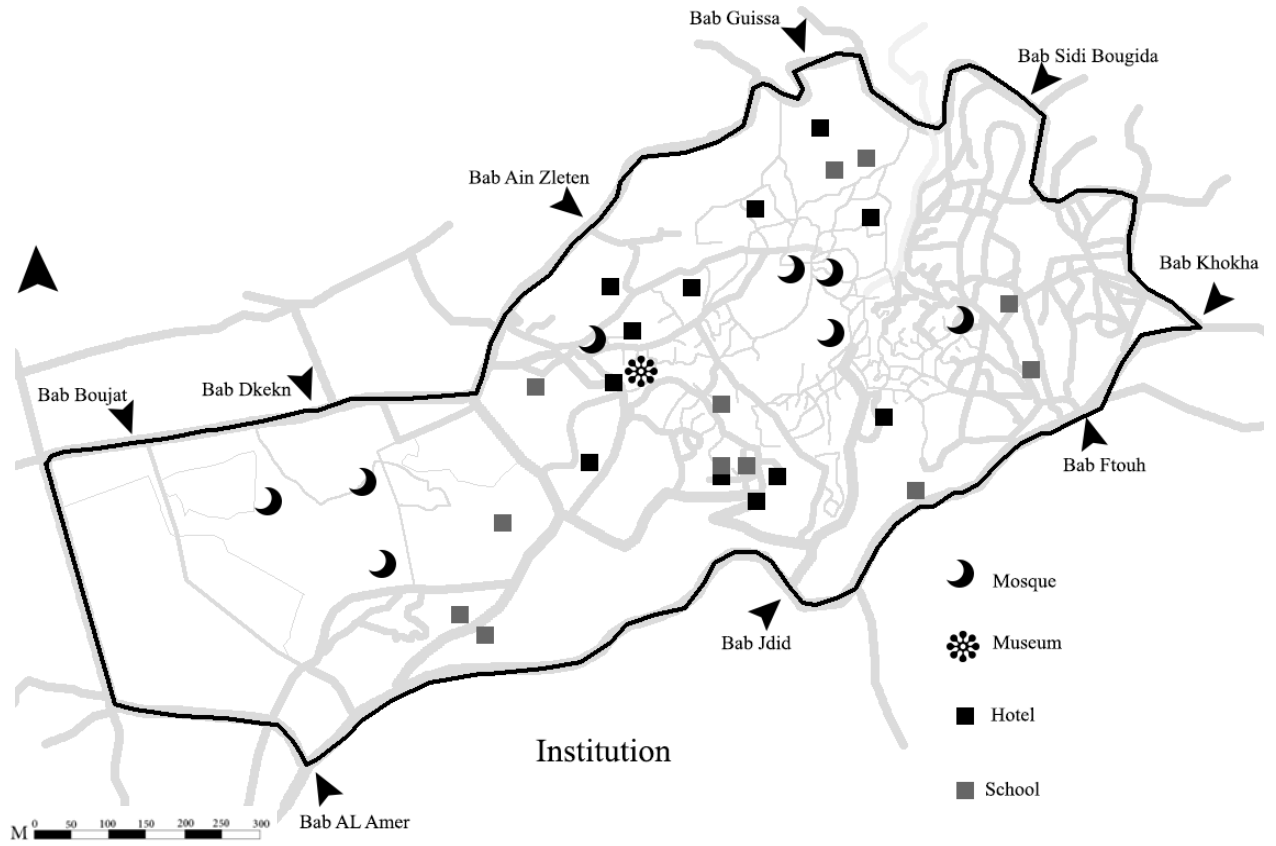 Bab Guissa
Bab Sidi Bougida
Bab Ain Zleten
Bab Khokha
Bab Dkekn
Bab Boujat
Bab Ftouh
Mosque
Bab Jdid
Museum
Hotel
Institution
School
Bab AL Amer
M 0 50 100 150 200 250 300